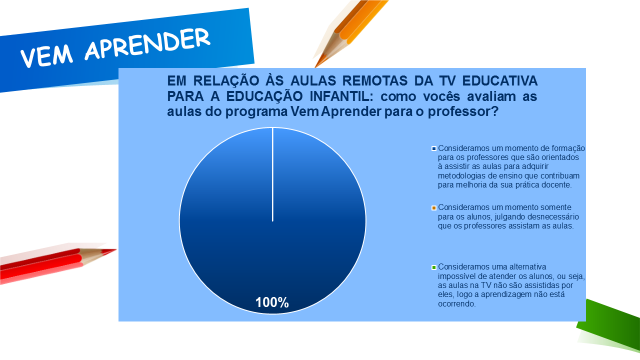 VEM APRENDER
EM RELAÇÃO ÀS AULAS REMOTAS DA TV EDUCATIVA
PARA A EDUCAÇÃO INFANTIL: como vocês avaliam as
aulas do programa Vem Aprender para o professor?
Consideramos um momento de formação
para os professores que são orientados
à assistir as aulas para adquirir
metodologias de ensino que contribuam
para melhoria da sua prática docente.
Consideramos um momento somente
para os alunos, julgando desnecessário
que os professores assistam as aulas.
Consideramos uma alternativa
impossível de atender os alunos, ou seja,
as aulas na TV não são assistidas por
eles, logo a aprendizagem não está
ocorrendo.
100%